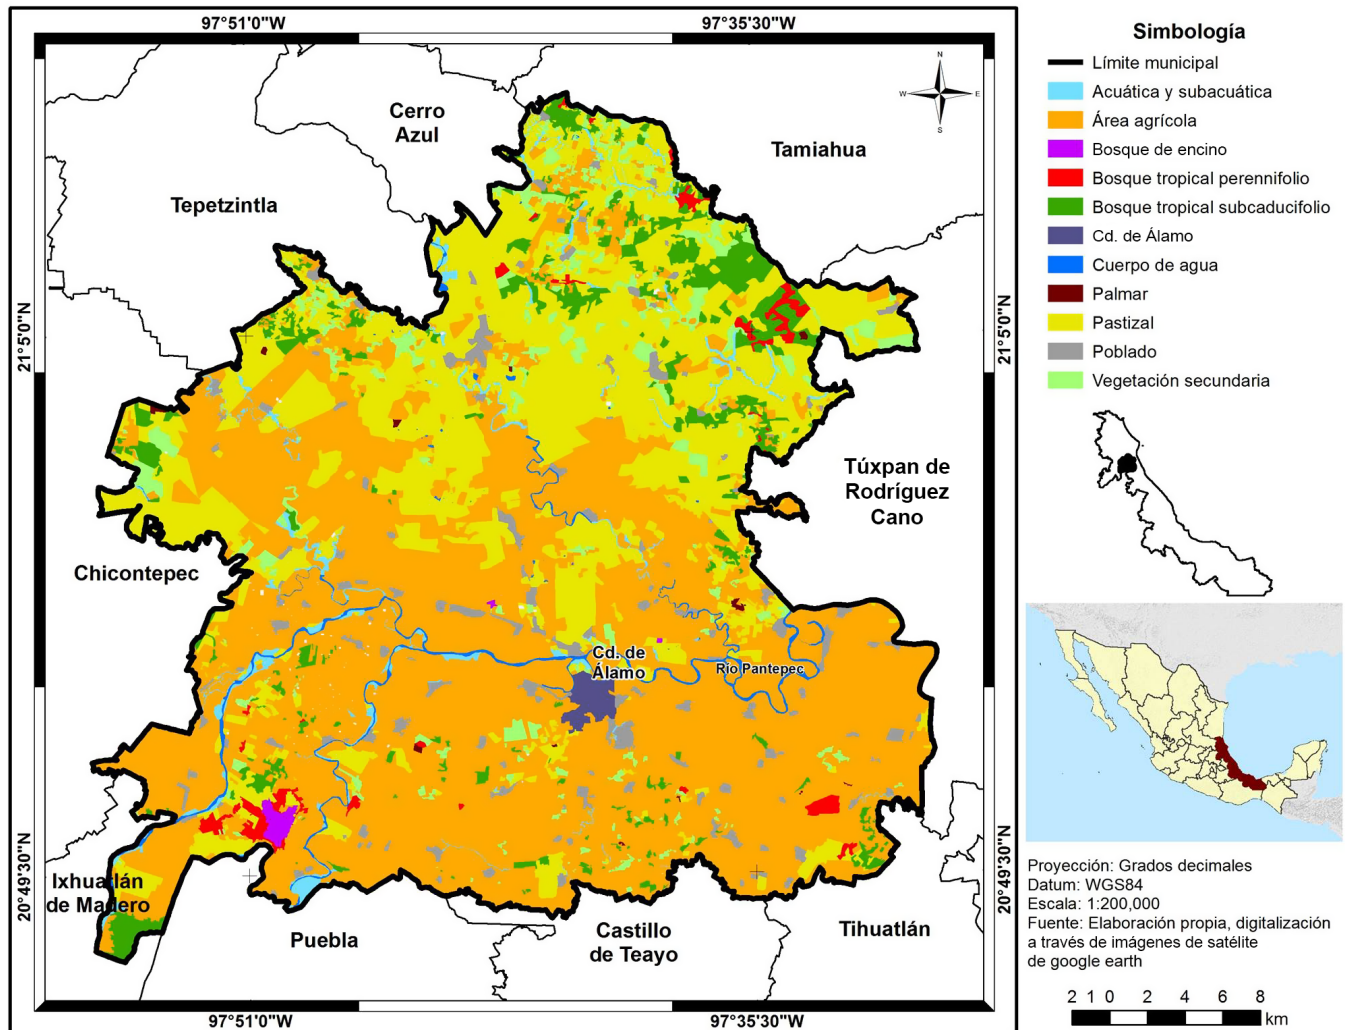 97°51'0"W
97°35'30"W
Cerro
Azul
Tamiahua
Tepetzintla
N
W
E
S
21°5'0"N
21°5'0"N
Túxpan de
Rodríguez
Cano
Chicontepec
Cd. de
Álamo
Río Pantepec
20°49'30"N
20°49'30"N
Ixhuatlán
de Madero
Puebla
Castillo
de Teayo
Tihuatlán
97°51'0"W
97°35'30"W
Simbología
Límite municipal
Acuática y subacuática
Área agrícola
Bosque de encino
Bosque tropical perennifolio
Bosque tropical subcaducifolio
Cd. de Álamo
Cuerpo de agua
Palmar
Pastizal
Poblado
Vegetación secundaria
Proyección: Grados decimales
Datum: WGS84
Escala: 1:200,000
Fuente: Elaboración propia, digitalización
a través de imágenes de satélite
de google earth
2 1 0 2 4 6 8
km